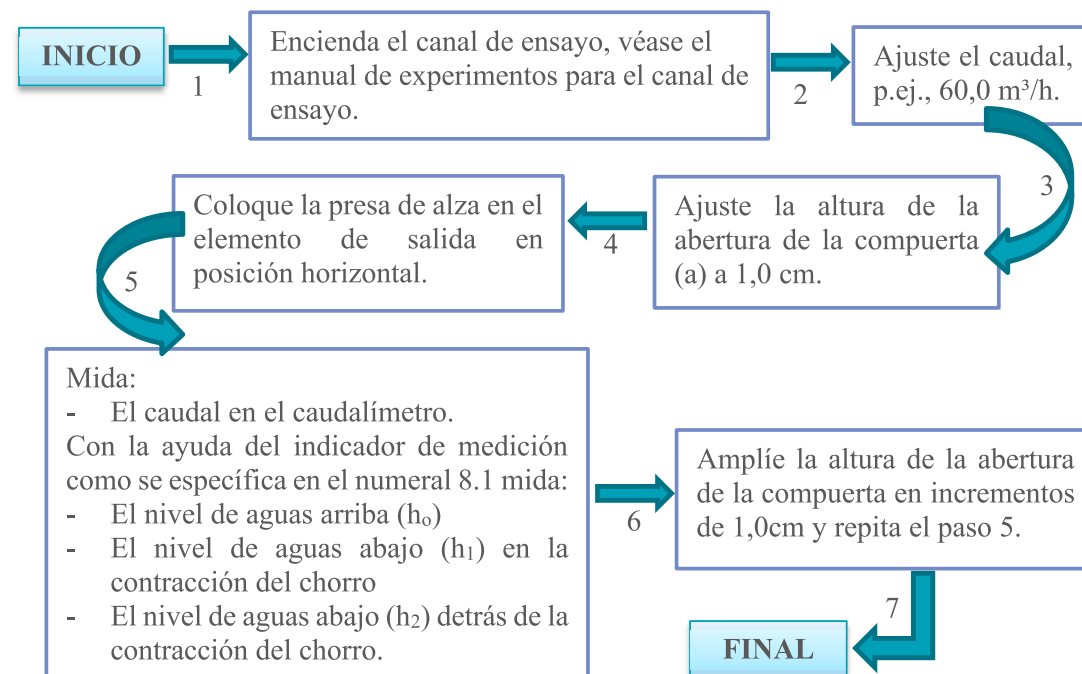 INICIO
1
Encienda el canal de ensayo, véase el
manual de experimentos para el canal de
ensayo.
2
Ajuste el caudal,
p.ej., 60,0 m³/h.
3
Ajuste la altura de la
abertura de la compuerta
(a) a 1,0 cm.
4
Coloque la presa de alza en el
elemento de salida en
posición horizontal.
5
Mida:
- El caudal en el caudalímetro.
Con la ayuda del indicador de medición
como se específica en el numeral 8.1 mida:
- El nivel de aguas arriba (hₒ)
- El nivel de aguas abajo (h₁) en la
contracción del chorro
- El nivel de aguas abajo (h₂) detrás de la
contracción del chorro.
6
Amplíe la altura de la abertura
de la compuerta en incrementos
de 1,0cm y repita el paso 5.
7
FINAL